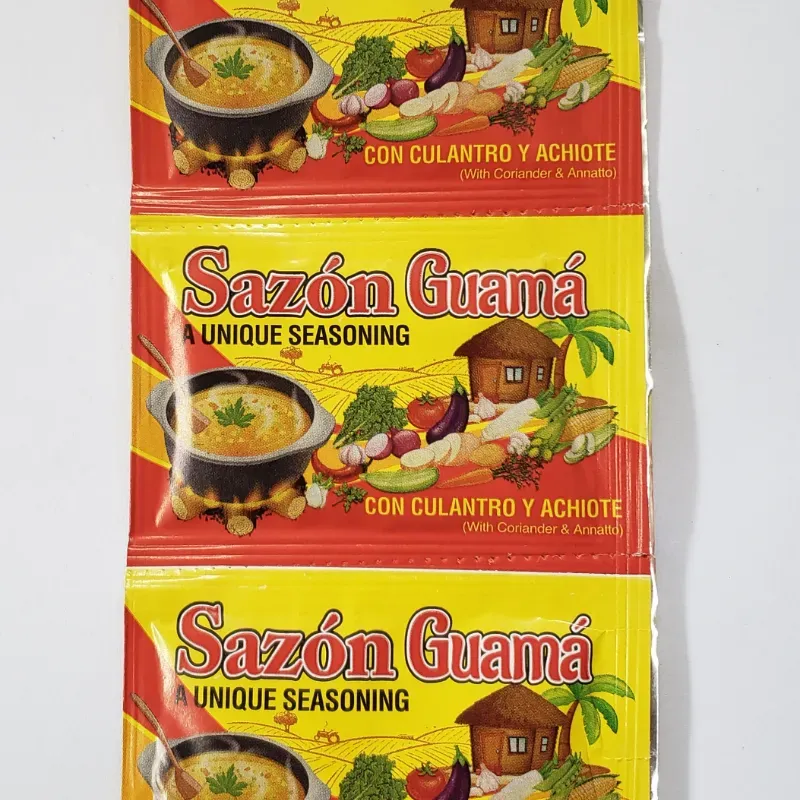 CON CULANTRO Y ACHIOTE
(With Coriander & Annatto)
Sazón Guamá
A UNIQUE SEASONING
CON CULANTRO Y ACHIOTE
(With Coriander & Annatto)
Sazón Guamá
A UNIQUE SEASONING